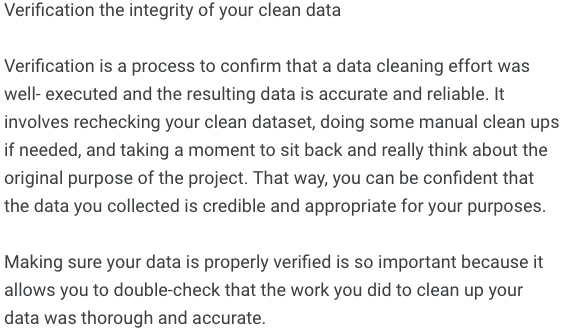 Verification the integrity of your clean data
Verification is a process to confirm that a data cleaning effort was
well- executed and the resulting data is accurate and reliable. It
involves rechecking your clean dataset, doing some manual clean ups
if needed, and taking a moment to sit back and really think about the
original purpose of the project. That way, you can be confident that
the data you collected is credible and appropriate for your purposes.
Making sure your data is properly verified is so important because it
allows you to double-check that the work you did to clean up your
data was thorough and accurate.